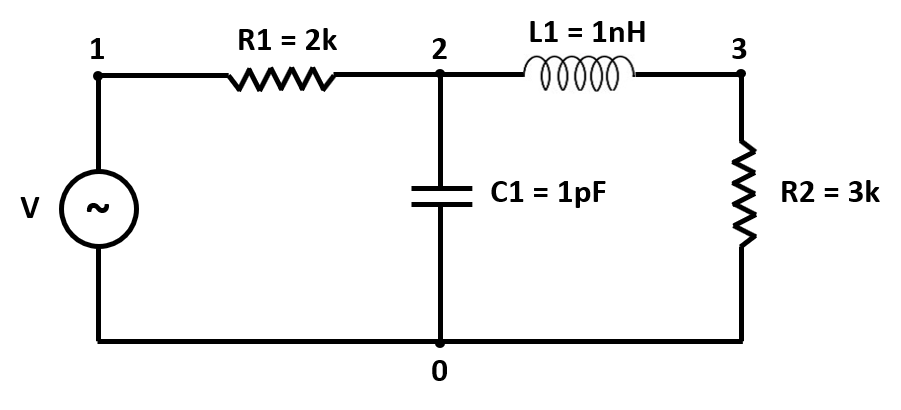 1
R1 = 2k
2
L1 = 1nH
3
V
~
C1 = 1pF
R2 = 3k
0